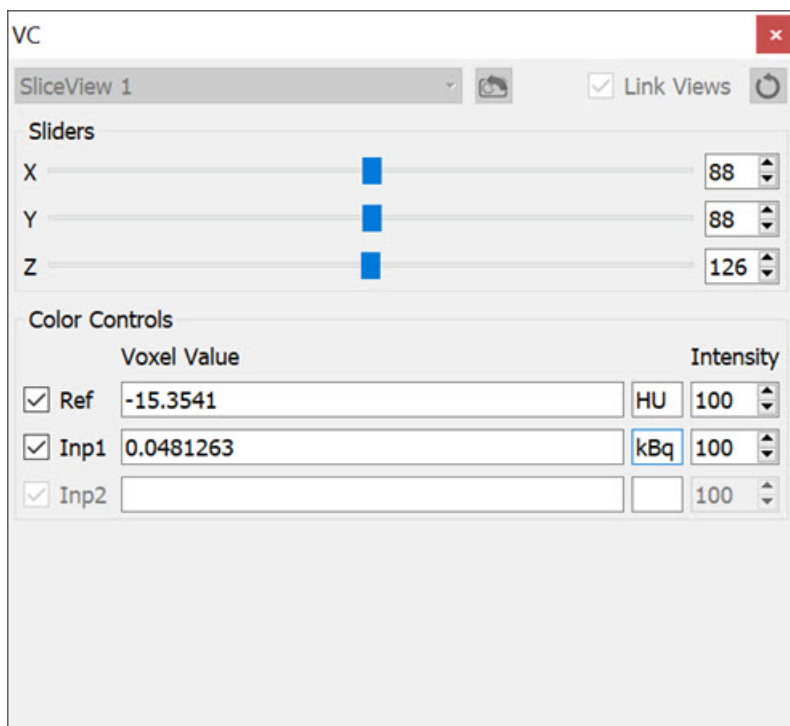 VC
SliceView 1 Link Views
Sliders
X 88
Y 88
Z 126
Color Controls
Voxel Value Intensity
Ref -15.3541 HU 100
Inp1 0.0481263 kBq 100
Inp2 100